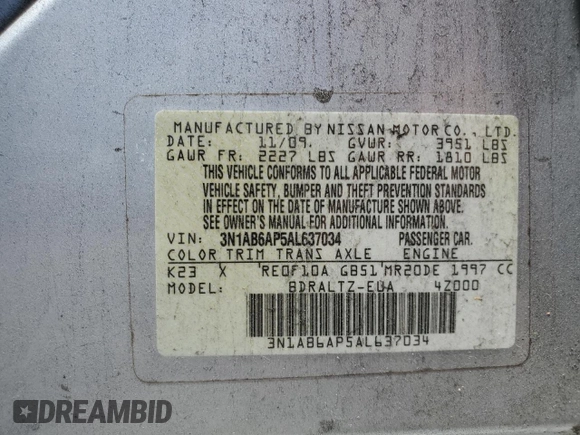 MANUFACTURED BY NISSAN MOTOR CO., LTD.
DATE: 11/09. GVWR: 3951 LBS
GAWR FR: 2227 LBS GAWR RR: 1810 LBS
THIS VEHICLE CONFORMS TO ALL APPLICABLE FEDERAL MOTOR
VEHICLE SAFETY, BUMPER AND THEFT PREVENTION STANDARDS
IN EFFECT ON THE DATE OF MANUFACTURE SHOWN ABOVE.
SEE OWNER'S MANUAL FOR ADDITIONAL INFORMATION.
VIN: 3N1AB6AP5AL637034 PASSENGER CAR.
COLOR TRIM TRANS AXLE ENGINE
K23 X RE0F10A GB51 MR20DE 1997 CC
MODEL: BDRALTZ-EUA 4Z000
3N1AB6AP5AL637034
DREAMBID